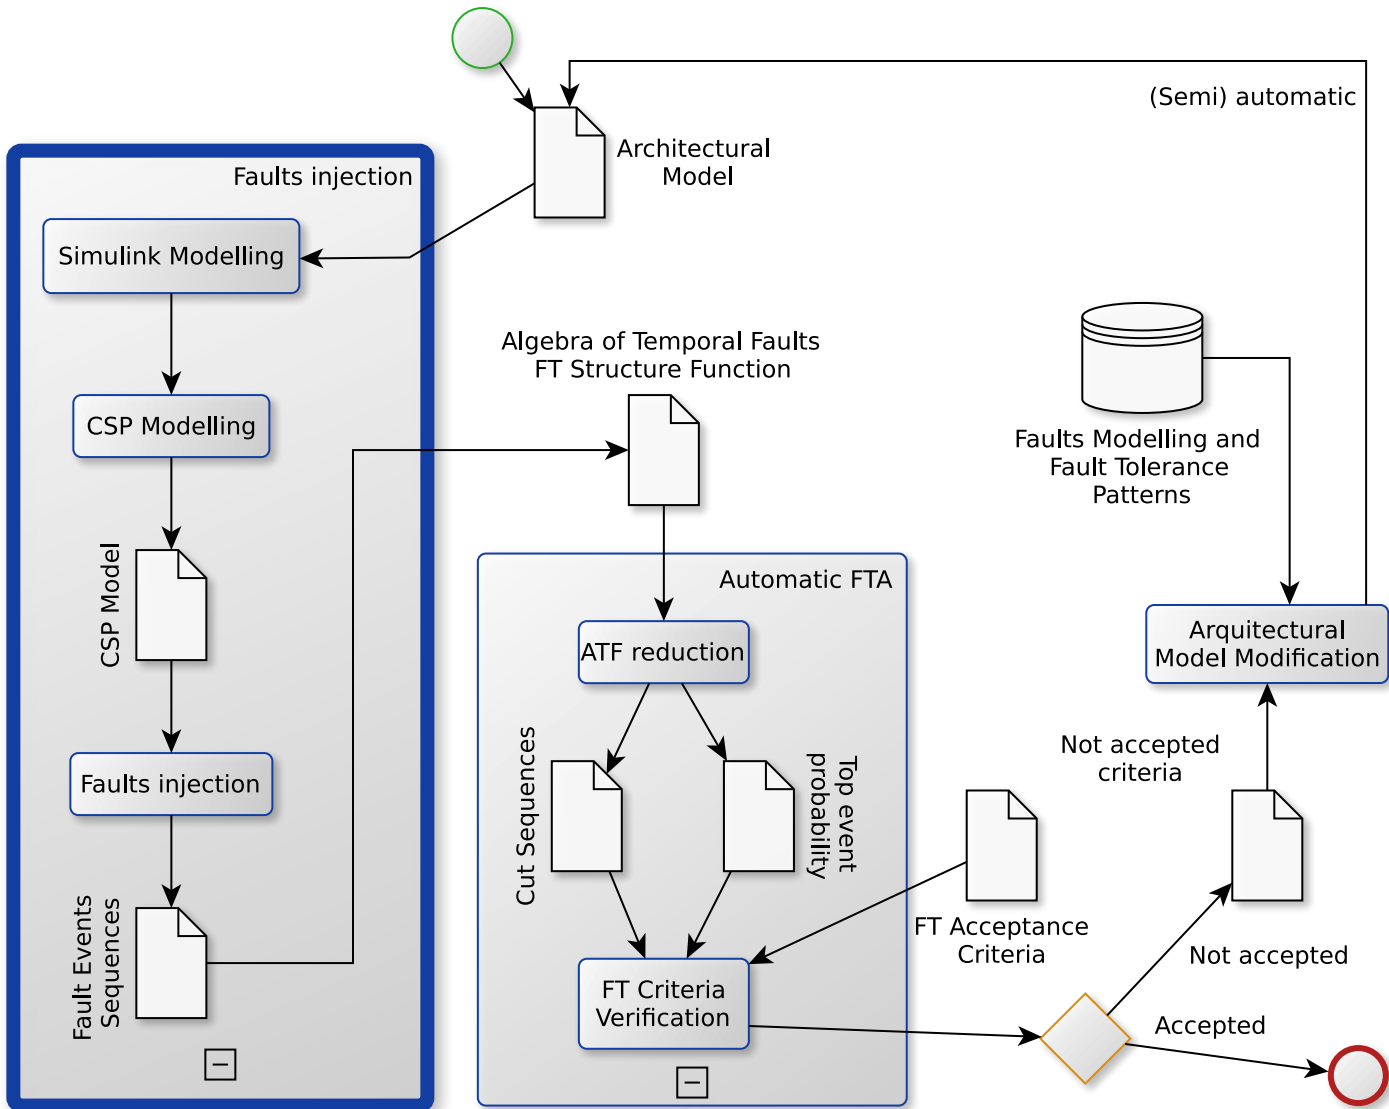 (Semi) automatic
Architectural
Model
Faults injection
Simulink Modelling
CSP Modelling
CSP Model
Faults injection
Fault Events
Sequences
Algebra of Temporal Faults
FT Structure Function
Automatic FTA
ATF reduction
Cut Sequences
Top event
probability
FT Criteria
Verification
FT Acceptance
Criteria
Faults Modelling and
Fault Tolerance
Patterns
Arquitectural
Model Modification
Not accepted
criteria
Not accepted
Accepted